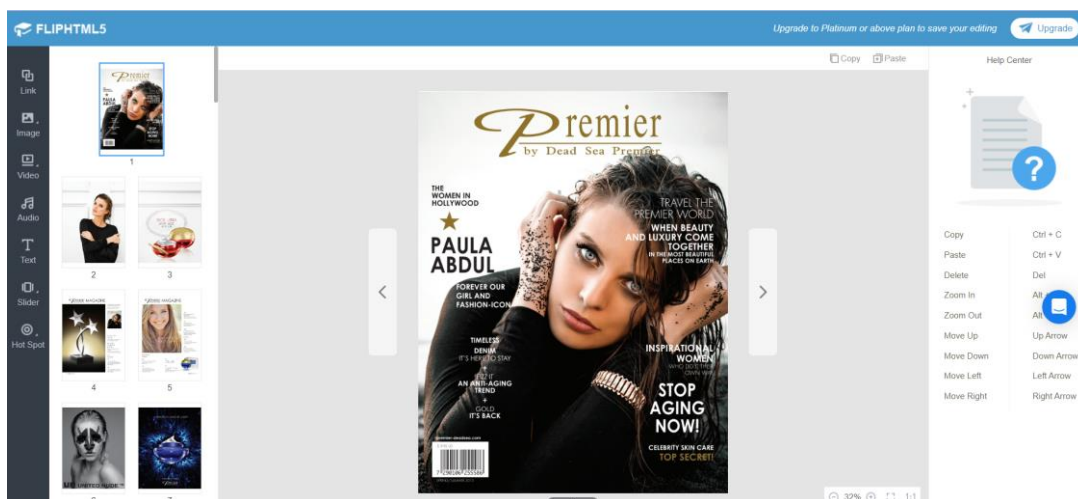 FLIPHTML5
Upgrade to Platinum or above plan to save your editing
Upgrade
Copy
Paste
Help Center
Link
Image
Video
Audio
Text
Slider
Hot Spot
1
2
3
4
5
Premier
by Dead Sea Premier
THE
WOMEN IN
HOLLYWOOD
PAULA
ABDUL
FOREVER OUR
GIRL AND
FASHION-ICON
TIMELESS
DENIM
IT'S HERE TO STAY
+
AN ANTI-AGING
TREND
+
GOLD
IT'S BACK
premier-deadsea.com
7290106255586
TRAVEL THE
PREMIER WORLD
WHEN BEAUTY
AND LUXURY COME
TOGETHER
IN THE MOST BEAUTIFUL
PLACES ON EARTH
INSPIRATIONAL
WOMEN
STOP
AGING
NOW!
CELEBRITY SKIN CARE
TOP SECRET!
Copy Ctrl + C
Paste Ctrl + V
Delete Del
Zoom In Alt
Zoom Out Alt
Move Up Up Arrow
Move Down Down Arrow
Move Left Left Arrow
Move Right Right Arrow
32%
1:1